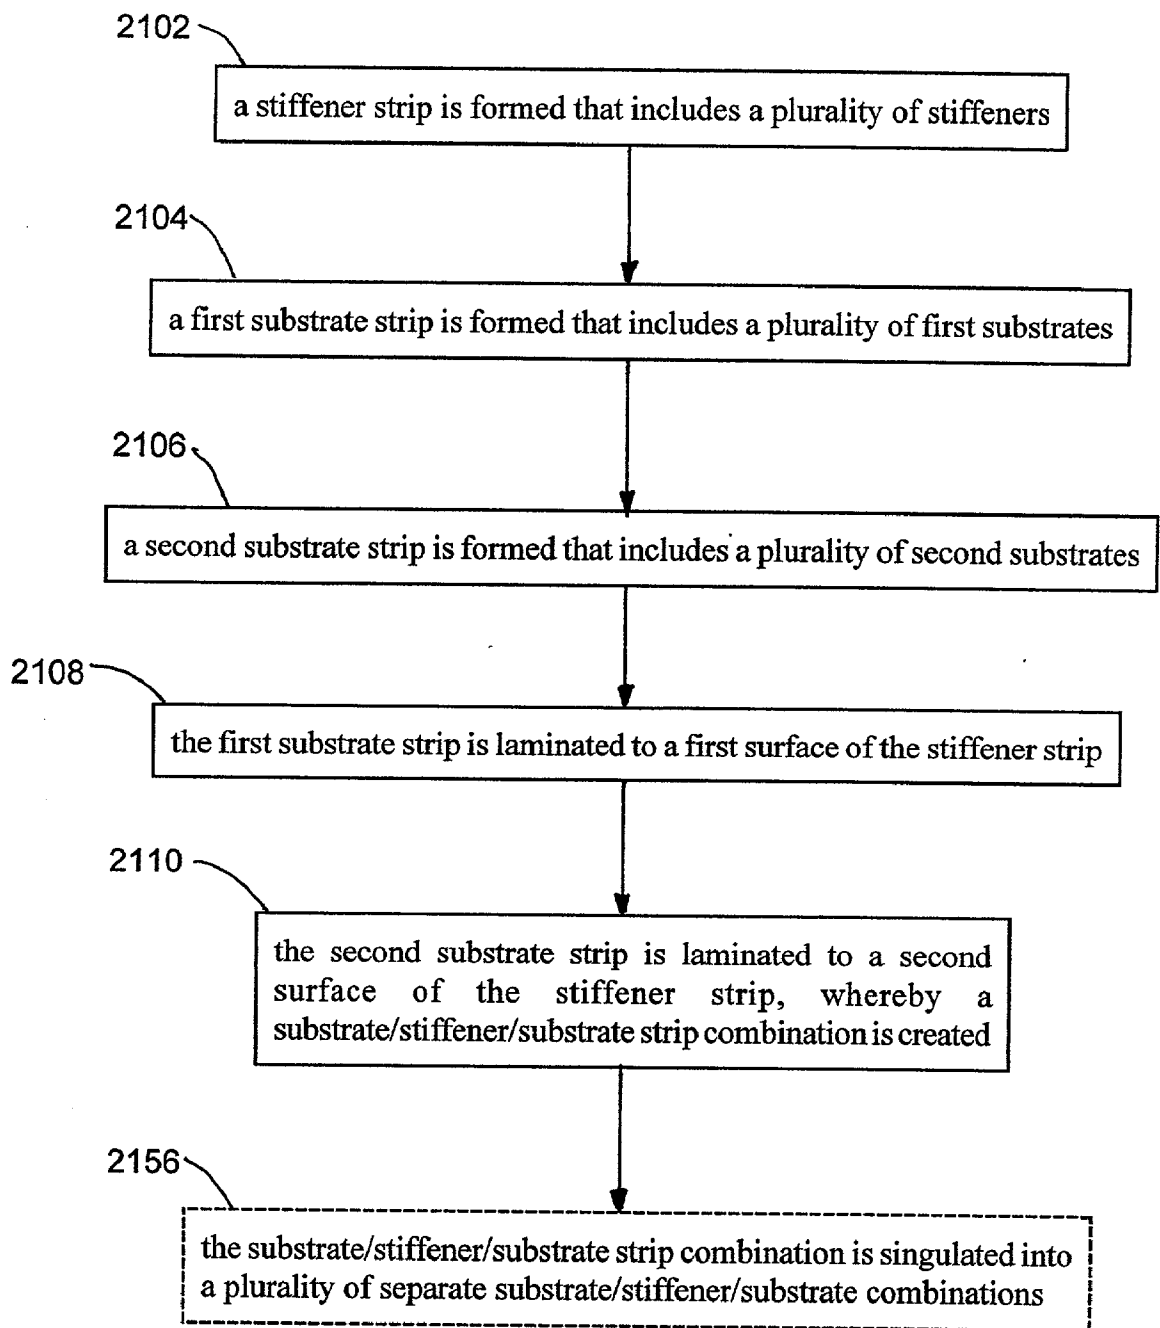 2102
a stiffener strip is formed that includes a plurality of stiffeners
2104
a first substrate strip is formed that includes a plurality of first substrates
2106
a second substrate strip is formed that includes a plurality of second substrates
2108
the first substrate strip is laminated to a first surface of the stiffener strip
2110
the second substrate strip is laminated to a second
surface of the stiffener strip, whereby a
substrate/stiffener/substrate strip combination is created
2156
the substrate/stiffener/substrate strip combination is singulated into
a plurality of separate substrate/stiffener/substrate combinations